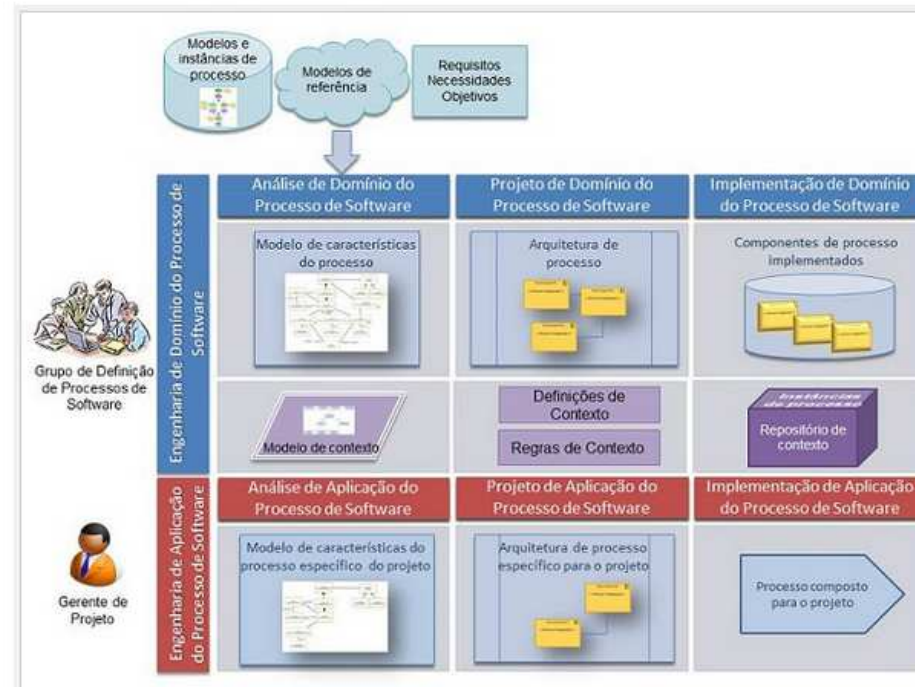 Modelos e
instâncias de
processo
Modelos de
referência
Requisitos
Necessidades
Objetivos
Engenharia de Domínio do Processo de
Software
Análise de Domínio do
Processo de Software
Projeto de Domínio do
Processo de Software
Implementação de Domínio
do Processo de Software
Modelo de características
do processo
Arquitetura de
processo
Componentes de processo
implementados
Grupo de Definição
de Processos de
Software
Modelo de contexto
Definições de
Contexto
Regras de Contexto
Instâncias
do processo
Repositório de
contexto
Engenharia de Aplicação
do Processo de Software
Análise de Aplicação do
Processo de Software
Projeto de Aplicação do
Processo de Software
Implementação de Aplicação
do Processo de Software
Gerente de
Projeto
Modelo de características do
processo específico do projeto
Arquitetura de processo
específico para o projeto
Processo composto
para o projeto